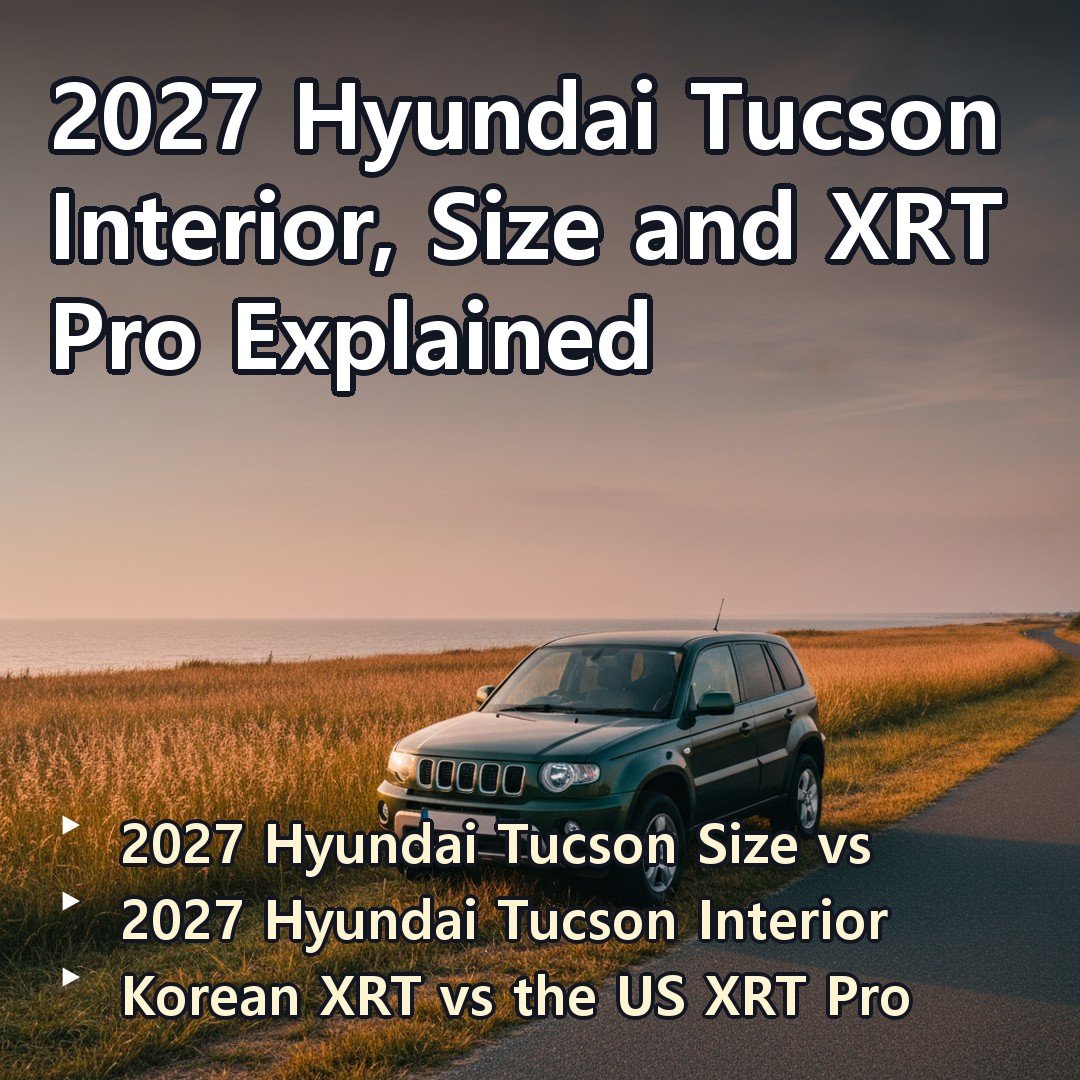 2027 Hyundai Tucson
Interior, Size and XRT
Pro Explained
2027 Hyundai Tucson Size vs
2027 Hyundai Tucson Interior
Korean XRT vs the US XRT Pro